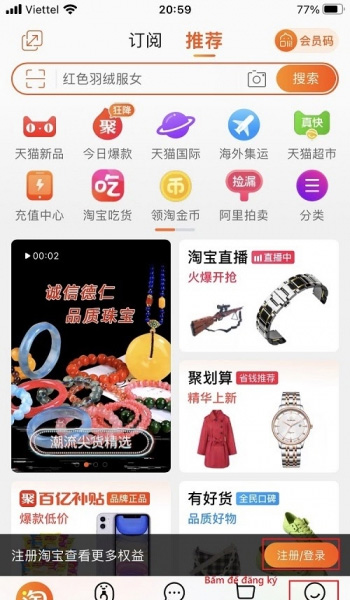 Viettel
20:59
77%
订阅 推荐 会员码
红色羽绒服女 搜索
狂降 真快
天猫新品 今日爆款 天猫国际 海外集运 天猫超市
吃 捡漏
充值中心 淘宝吃货 领淘金币 阿里拍卖 分类
00:02
诚信德仁
品质珠宝
潮流尖货精选
淘宝直播 直播中
火爆开抢
聚划算 省钱推荐
精华上新
聚 百亿补贴 品牌正品
爆款低价
有好货 全民口碑
品质好物
注册淘宝查看更多权益 注册/登录
Bấm để đăng ký
淘